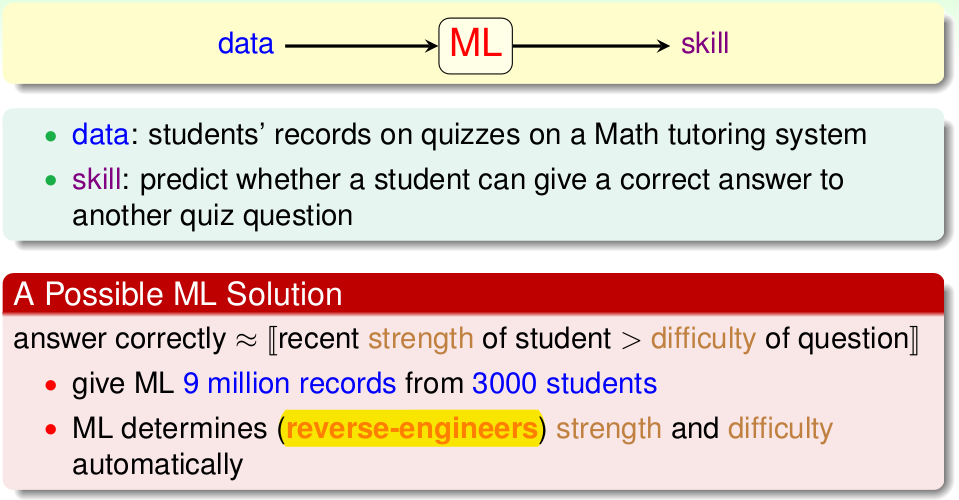 data ML skill
• data: students' records on quizzes on a Math tutoring system
• skill: predict whether a student can give a correct answer to
another quiz question
A Possible ML Solution
answer correctly ≈ ⟦recent strength of student > difficulty of question⟧
• give ML 9 million records from 3000 students
• ML determines (reverse-engineers) strength and difficulty
automatically